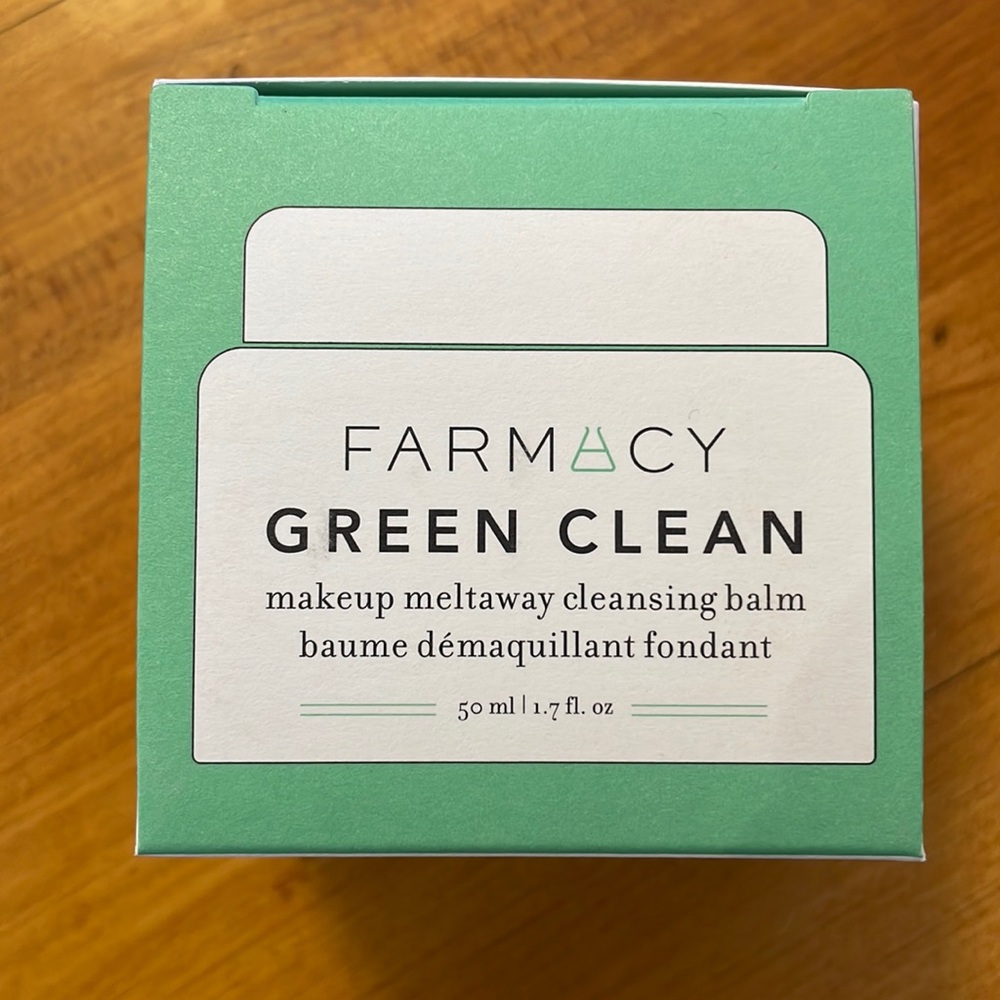 FARMACY
GREEN CLEAN
makeup meltaway cleansing balm
baume démaquillant fondant
50 ml | 1.7 fl. oz